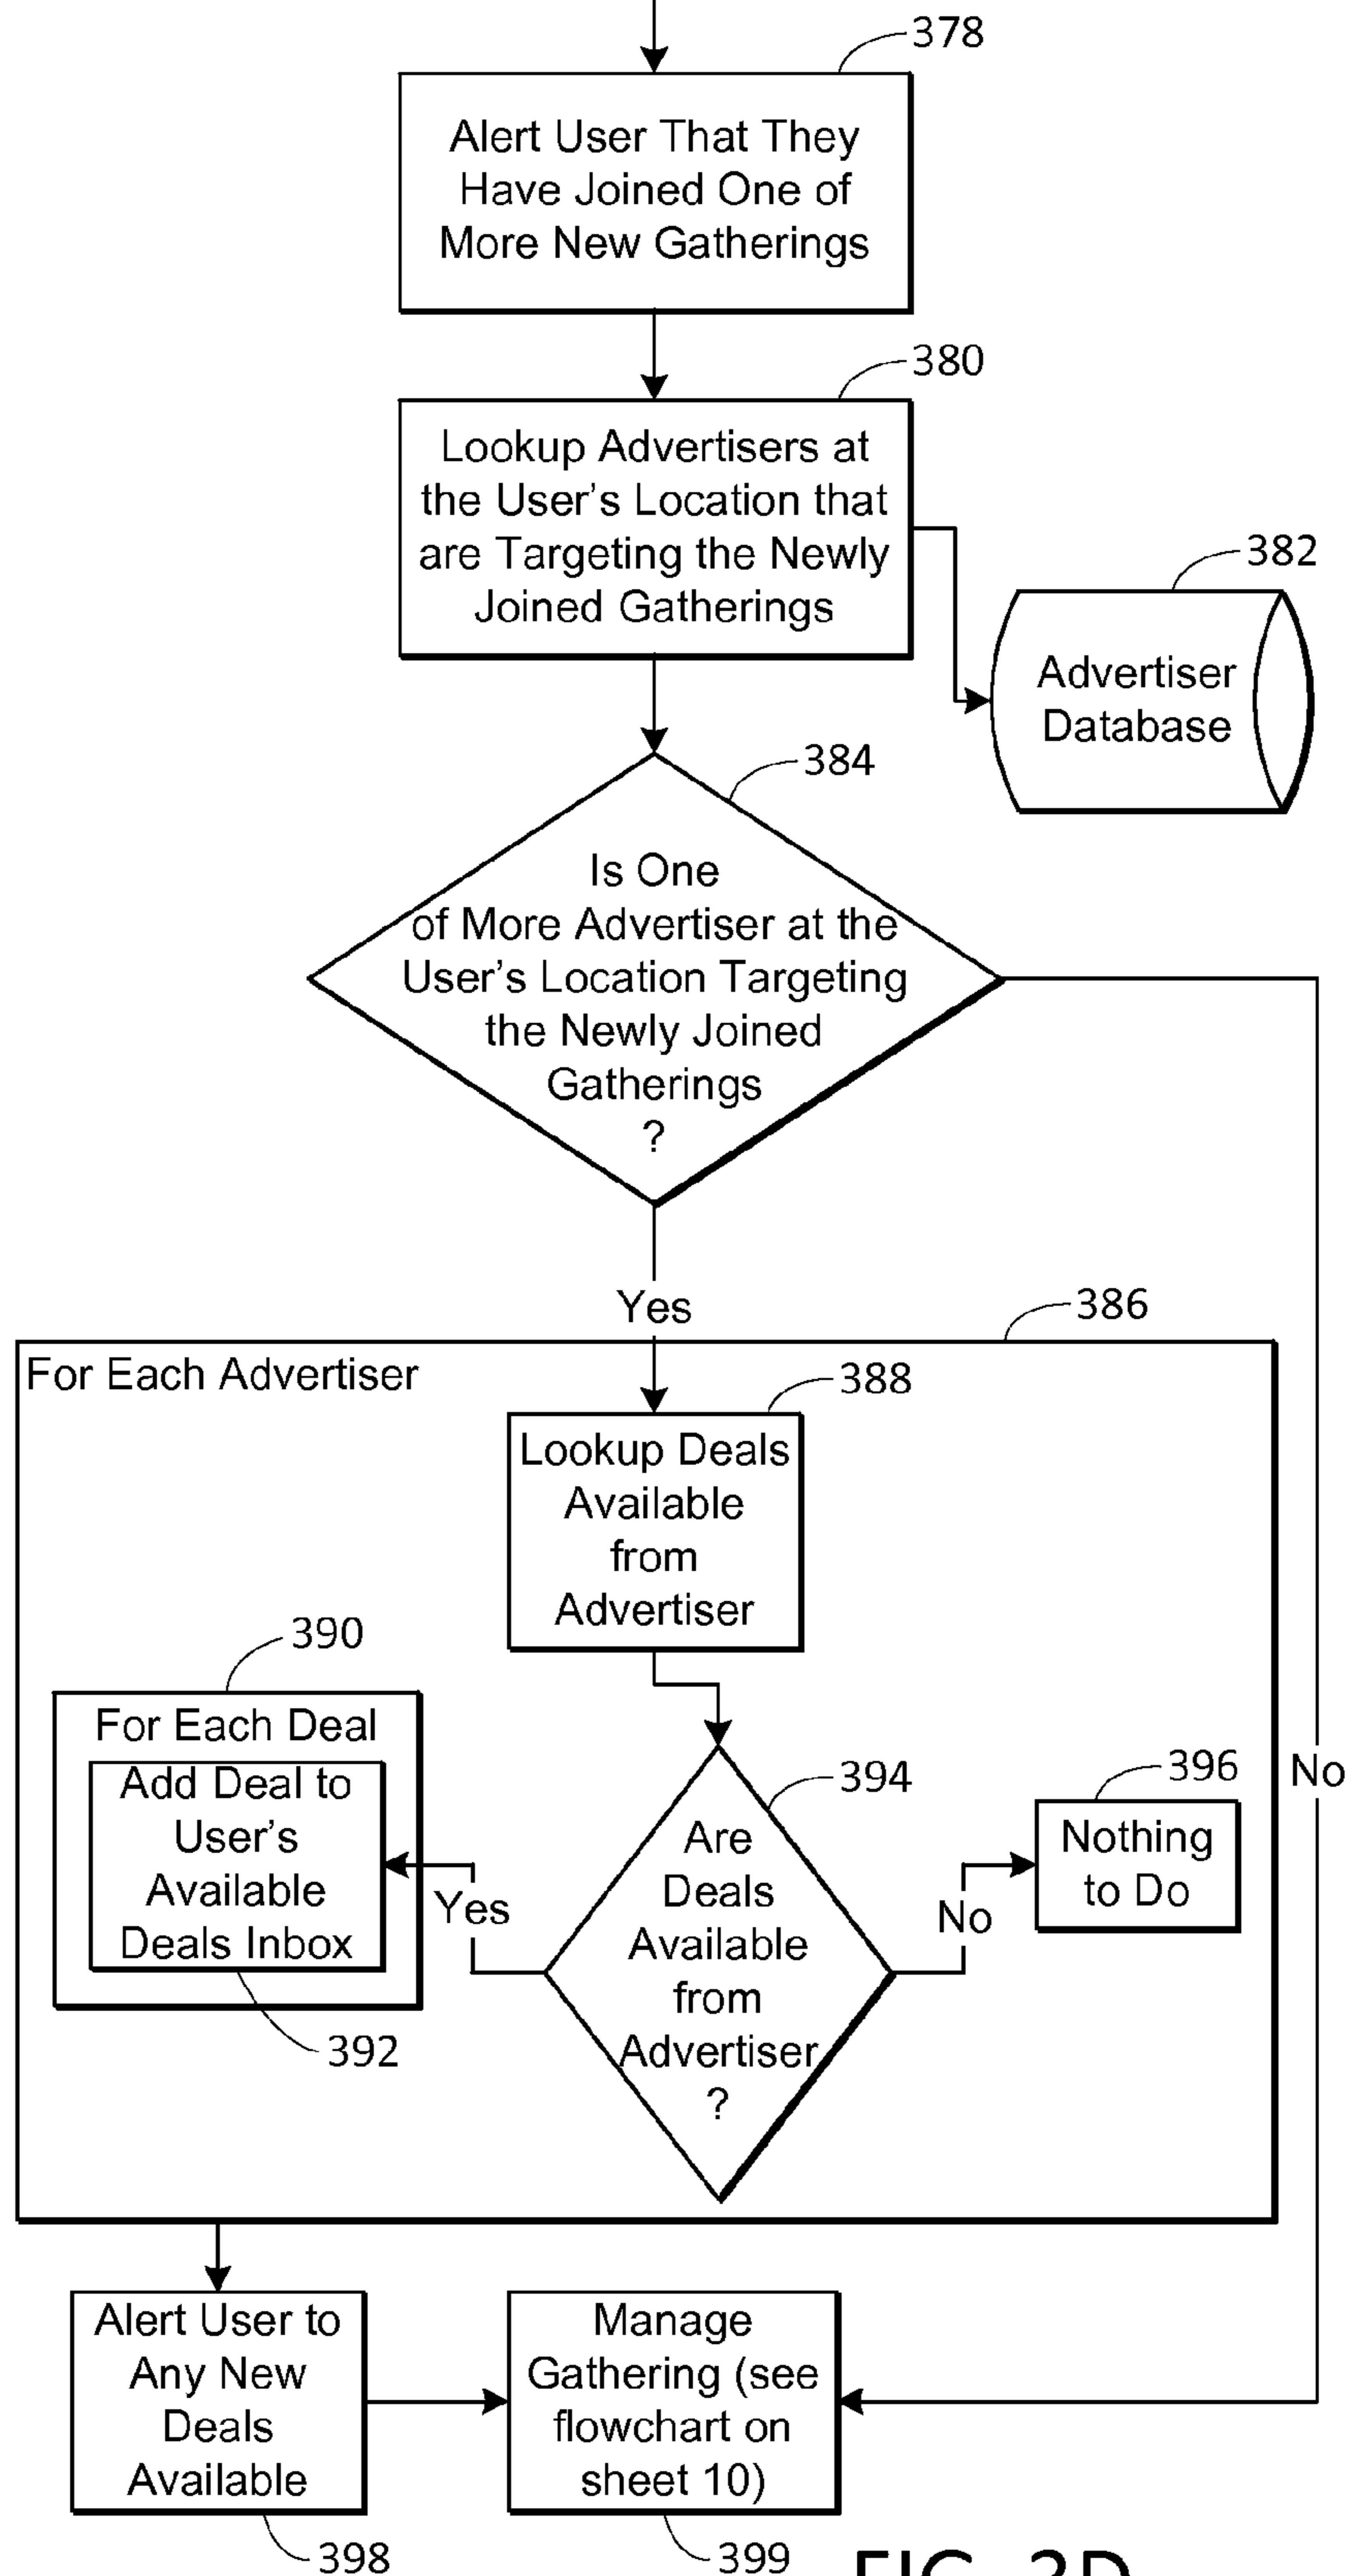 378
Alert User That They
Have Joined One of
More New Gatherings
380
Lookup Advertisers at
the User's Location that
are Targeting the Newly
Joined Gatherings
382
Advertiser
Database
384
Is One
of More Advertiser at the
User's Location Targeting
the Newly Joined
Gatherings
?
Yes
386
For Each Advertiser
388
Lookup Deals
Available
from
Advertiser
390
For Each Deal
Add Deal to
User's
Available
Deals Inbox
392
Yes
394
Are
Deals
Available
from
Advertiser
?
No
396
Nothing
to Do
No
Alert User to
Any New
Deals
Available
398
Manage
Gathering (see
flowchart on
sheet 10)
399